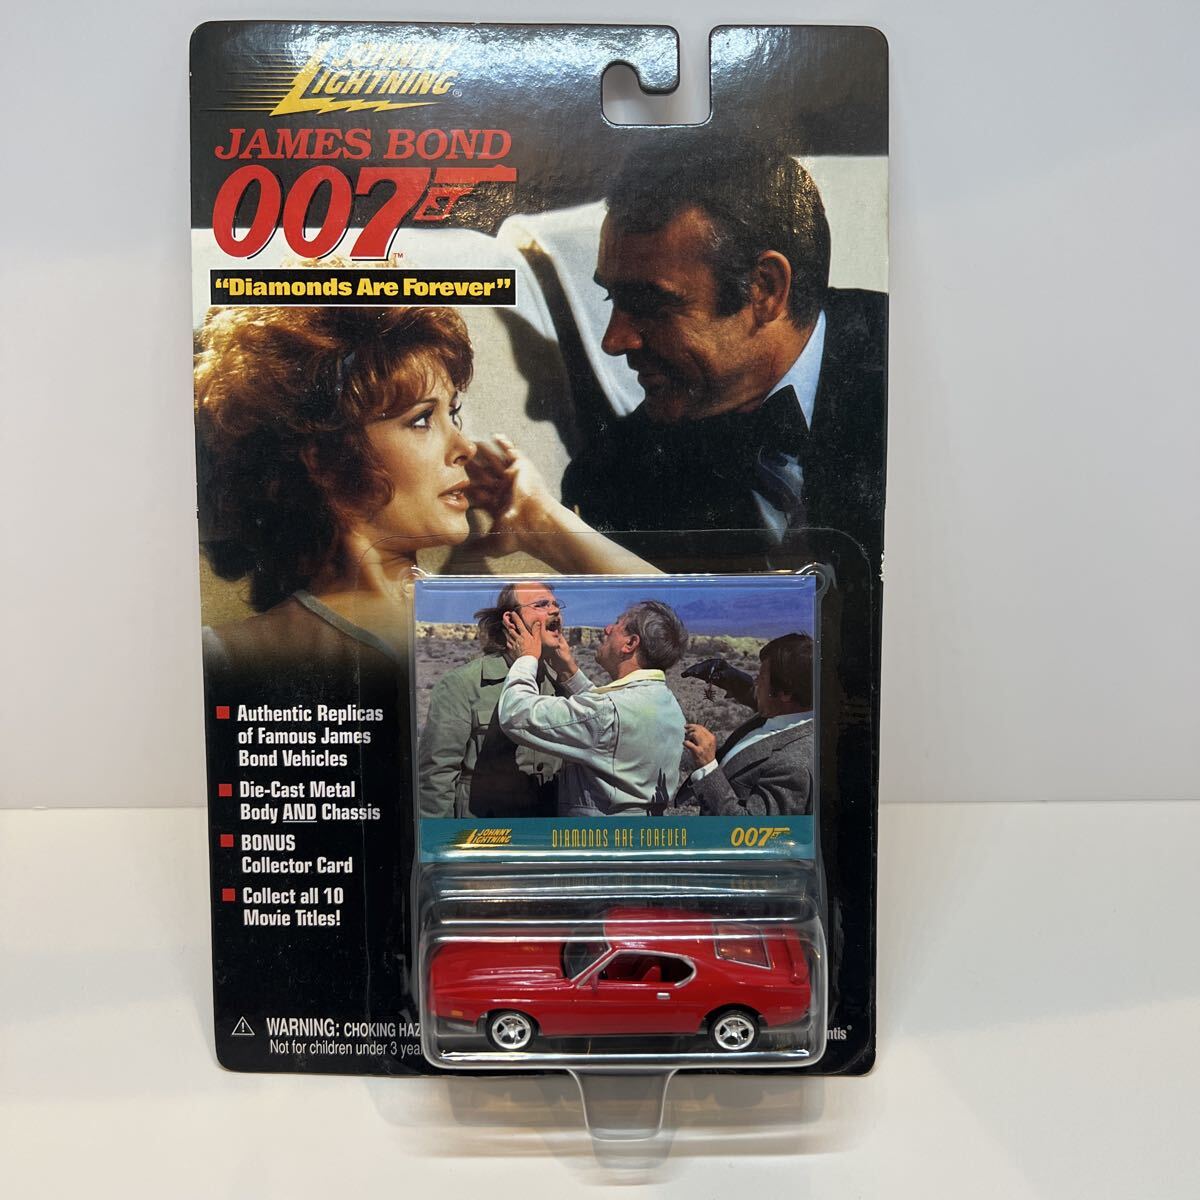 JOHNNY
LIGHTNING®
JAMES BOND
007™
"Diamonds Are Forever"
Authentic Replicas
of Famous James
Bond Vehicles
Die-Cast Metal
Body AND Chassis
BONUS
Collector Card
Collect all 10
Movie Titles!
JOHNNY
LIGHTNING
DIAMONDS ARE FOREVER
007
WARNING: CHOKING HAZ
Not for children under 3 yea